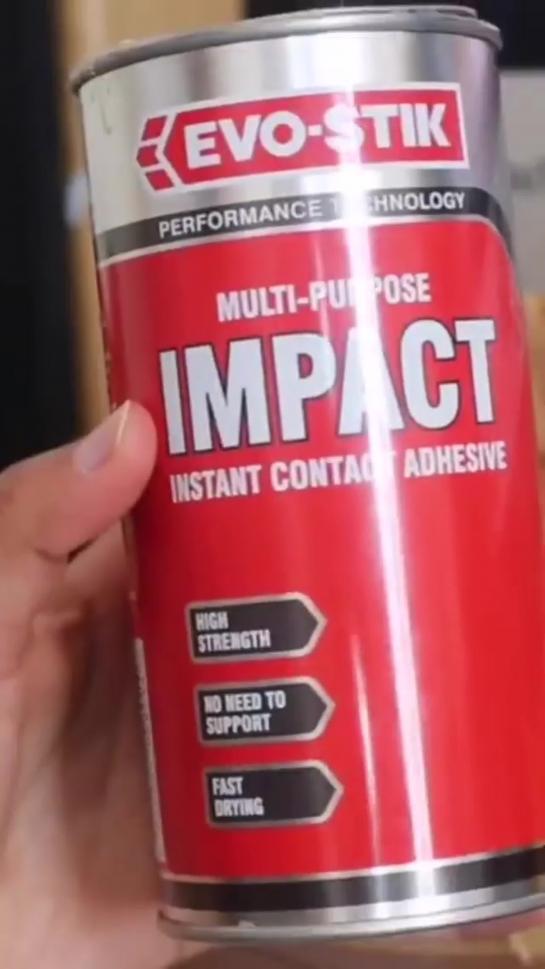 EVO-STIK
PERFORMANCE TECHNOLOGY
MULTI-PURPOSE
IMPACT
INSTANT CONTACT ADHESIVE
HIGH
STRENGTH
NO NEED TO
SUPPORT
FAST
DRYING